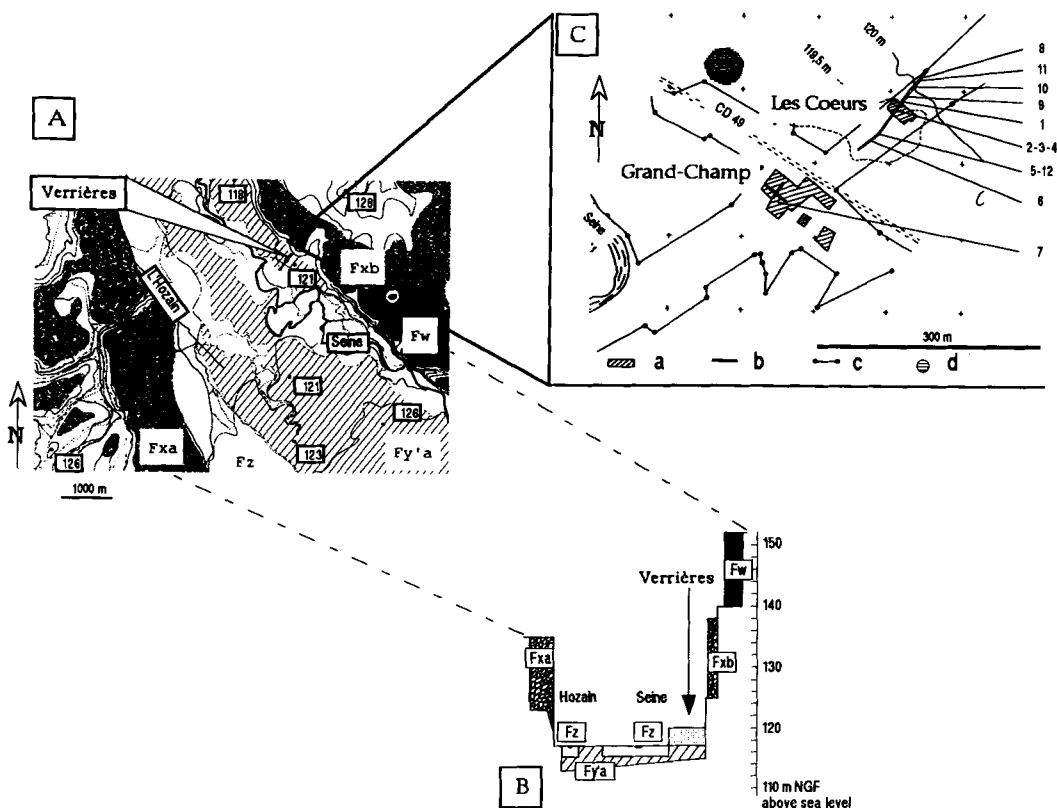 A
N
Verrières
118
126
Fxb
121
L'Hozain
Seine
Fw
121
126
126
Fxa
Fz
123
Fy'a
1000 m
C
N
120 m
118,5 m
Les Coeurs
CD 49
Grand-Champ
Seine
8
11
10
9
1
2-3-4
5-12
6
7
300 m
a
b
c
d
Verrières
150
Fw
140
Fxa
Fxb
130
Hozain
Seine
Fz
Fz
120
Fy'a
B
110 m NGF
above sea level